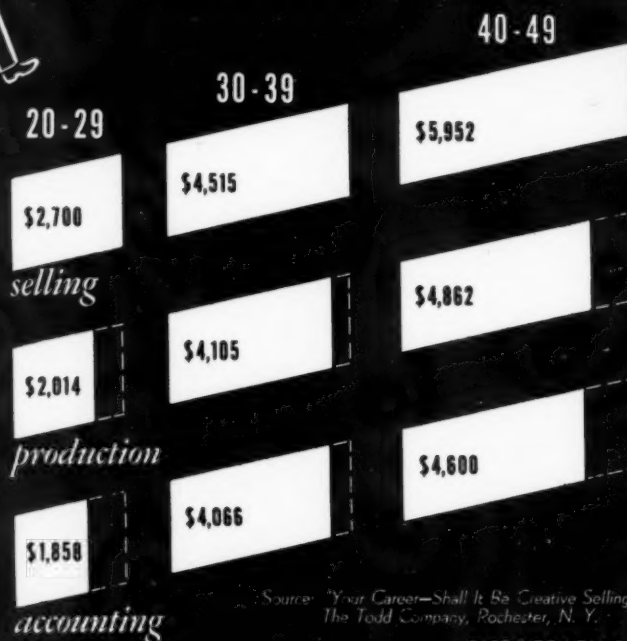 40-49
30-39
20-29
$2,700
$4,515
$5,952
selling
$2,014
$4,105
$4,862
production
$1,858
$4,066
$4,600
accounting
Source: "Your Career—Shall It Be Creative Selling
The Todd Company, Rochester, N. Y.